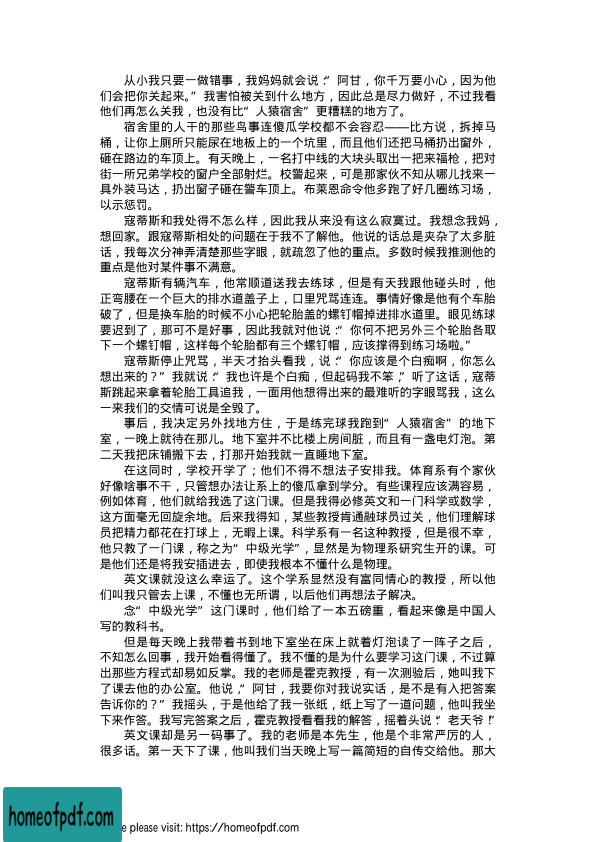 从小我只要一做错事，我妈妈就会说：“阿甘，你千万要小心，因为他
们会把你关起来。”我害怕被关到什么地方，因此总是尽力做好，不过我看
他们再怎么关我，也没有比“人猿宿舍”更糟糕的地方了。
宿舍里的人干的那些鸟事连傻瓜学校都不会容忍——比方说，拆掉马
桶，让你上厕所只能尿在地板上的一个坑里，而且他们还把马桶扔出窗外，
砸在路边的车顶上。有天晚上，一名打中线的大块头取出一把来福枪，把对
街一所兄弟学校的窗户全部射烂。校警赶来，可是那家伙不知从哪儿找来一
具外装马达，扔出窗子砸在警车顶上。布莱恩命令他多跑了好几圈练习场，
以示惩罚。
寇蒂斯和我处得不怎么样，因此我从来没有这么寂寞过。我想念我妈，
想回家。跟寇蒂斯相处的问题在于我不了解他。他说的话总是夹杂了太多脏
话，我每次分神弄清楚那些字眼，就疏忽了他的重点。多数时候我推测他的
重点是他对某件事不满意。
寇蒂斯有辆汽车，他常顺道送我去练球，但是有天我跟他碰头时，他
正弯腰在一个巨大的排水道盖子上，口里咒骂连连。事情好像是他有个车胎
破了，但是换车胎的时候不小心把轮胎盖的螺钉帽掉进排水道里。眼见练球
要迟到了，那可不是好事，因此我就对他说：“你何不把另外三个轮胎各取
下一个螺钉帽，这样每个轮胎都有三个螺钉帽，应该撑得到练习场啦。”
寇蒂斯停止咒骂，半天才抬头看我，说：“你应该是个白痴啊，你怎么
想出来的？”我就说：“我也许是个白痴，但起码我不笨，”听了这话，寇蒂
斯跳起来拿着轮胎工具追我，一面用他想得出来的最难听的字眼骂我，这么
一来我们的交情可说是全毁了。
事后，我决定另外找地方住，于是练完球我跑到“人猿宿舍”的地下
室，一晚上就待在那儿。地下室并不比楼上房间脏，而且有一盏电灯泡。第
二天我把床铺搬下去，打那开始我就一直睡地下室。
在这同时，学校开学了；他们不得不想法子安排我。体育系有个家伙
好像啥事不干，只管想办法让系上的傻瓜拿到学分。有些课程应该满容易，
例如体育，他们就给我选了这门课。但是我得必修英文和一门科学或数学，
这方面毫无回旋余地。后来我得知，某些教授肯通融球员过关，他们理解球
员把精力都花在打球上，无暇上课。科学系有一名这种教授，但是很不幸，
他只教了一门课，称之为“中级光学”，显然是为物理系研究生开的课。可
是他们还是将我安插进去，即使我根本不懂什么是物理。
英文课就没这么幸运了。这个学系显然没有富同情心的教授，所以他
们叫我只管去上课，不懂也无所谓，以后他们再想法子解决。
念“中级光学”这门课时，他们给了一本五磅重，看起来像是中国人
写的教科书。
但是每天晚上我带着书到地下室坐在床上就着灯泡读了一阵子之后，
不知怎么回事，我开始看得懂了。我不懂的是为什么要学习这门课，不过算
出那些方程式却易如反掌。我的老师是霍克教授，有一次测验后，她叫我下
了课去他的办公室。他说，“阿甘，我要你对我说实话，是不是有人把答案
告诉你的？”我摇头，于是他给了我一张纸，纸上写了一道问题，他叫我坐
下来作答。我写完答案之后，霍克教授看看我的解答，摇着头说：“老天爷！”
英文课却是另一码事了。我的老师是本先生，他是个非常严厉的人，
很多话。第一天下了课，他叫我们当天晚上写一篇简短的自传交给他。那大
homeofpdf.com
e please visit: https://homeofpdf.com